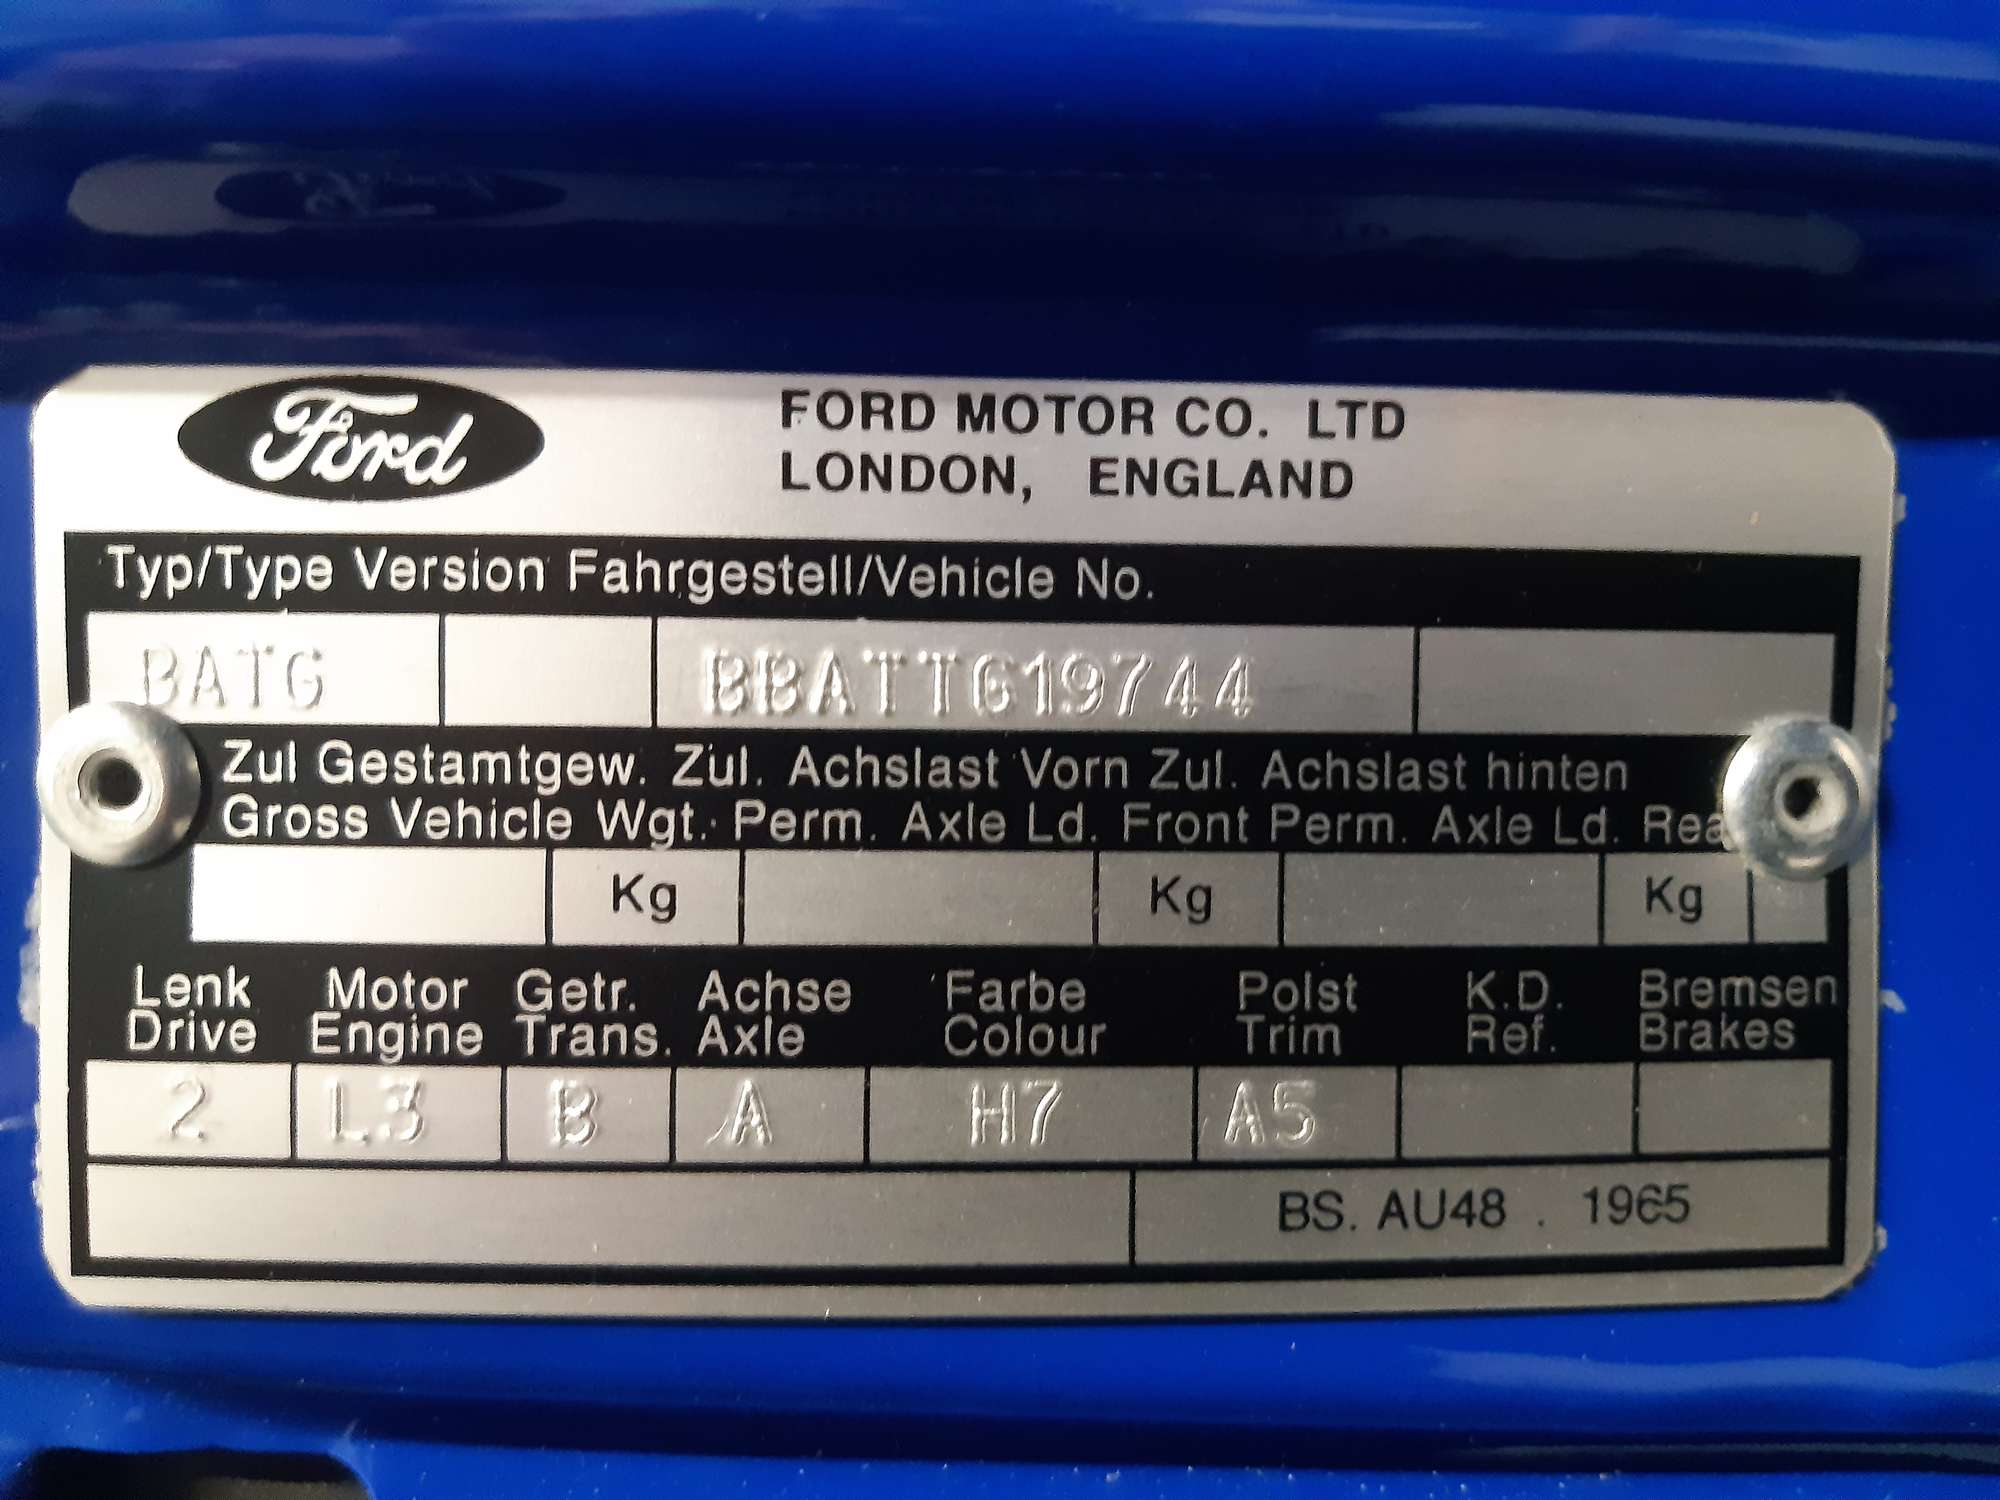 Ford
FORD MOTOR CO. LTD
LONDON, ENGLAND
Typ/Type Version Fahrgestell/Vehicle No.
BATG BBATTG19744
Zul Gestamtgew. Zul. Achslast Vorn Zul. Achslast hinten
Gross Vehicle Wgt. Perm. Axle Ld. Front Perm. Axle Ld. Rea
Kg Kg Kg
Lenk Motor Getr. Achse Farbe Polst K.D. Bremsen
Drive Engine Trans. Axle Colour Trim Ref. Brakes
2 L3 B A H7 A5
BS. AU48 . 1965